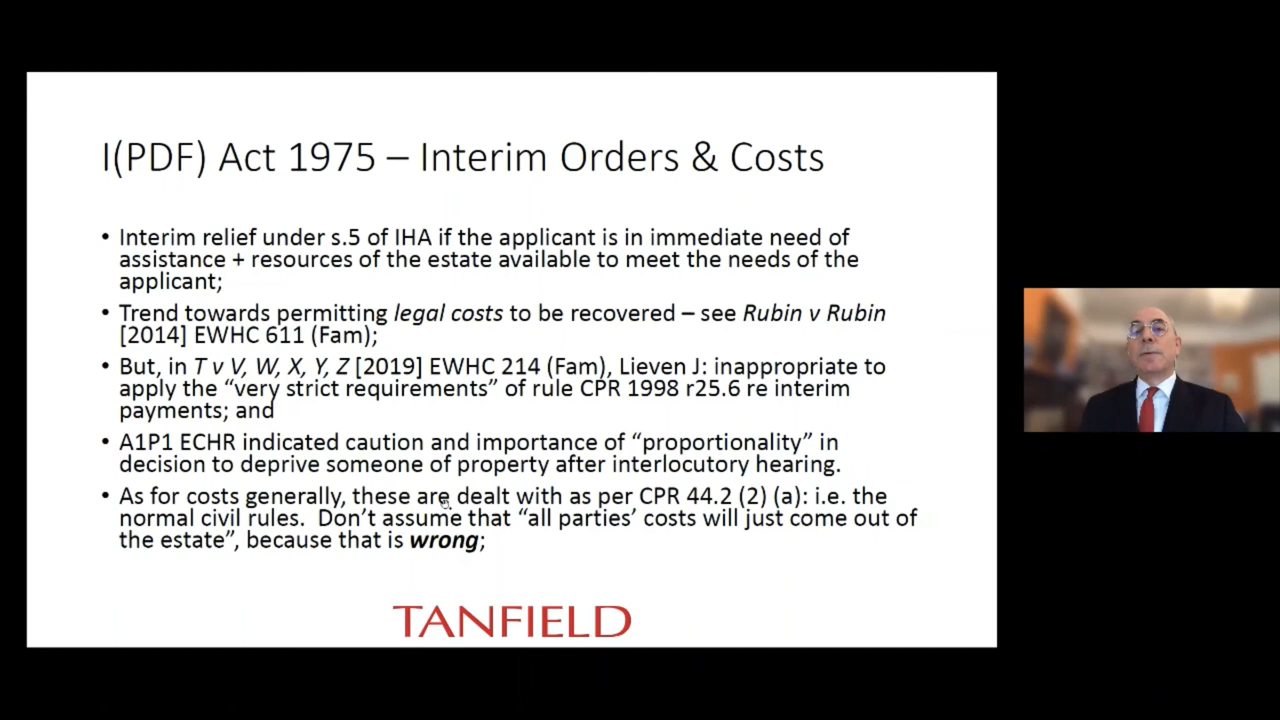 I(PDF) Act 1975 – Interim Orders & Costs
• Interim relief under s.5 of IHA if the applicant is in immediate need of
assistance + resources of the estate available to meet the needs of the
applicant;
• Trend towards permitting legal costs to be recovered – see Rubin v Rubin
[2014] EWHC 611 (Fam);
• But, in T v V, W, X, Y, Z [2019] EWHC 214 (Fam), Lieven J: inappropriate to
apply the “very strict requirements” of rule CPR 1998 r25.6 re interim
payments; and
• A1P1 ECHR indicated caution and importance of “proportionality” in
decision to deprive someone of property after interlocutory hearing.
• As for costs generally, these are dealt with as per CPR 44.2 (2) (a): i.e. the
normal civil rules.  Don’t assume that “all parties’ costs will just come out of
the estate”, because that is wrong;
TANFIELD